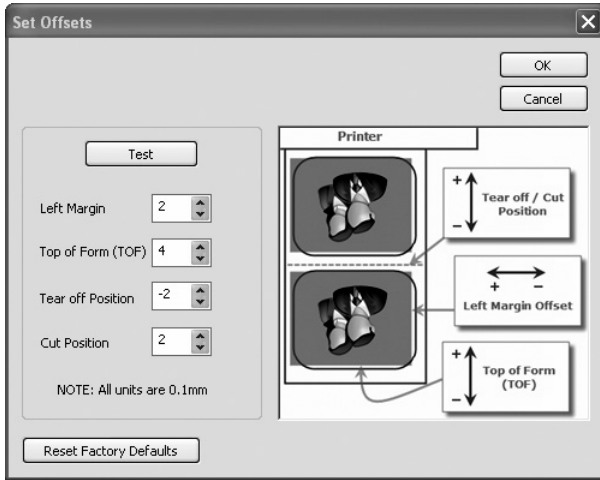 Set Offsets
OK
Cancel
Test
Left Margin 2
Top of Form (TOF) 4
Tear off Position -2
Cut Position 2
NOTE: All units are 0.1mm
Reset Factory Defaults
Printer
+
Tear off / Cut
Position
−
+ −
Left Margin Offset
+
Top of Form
(TOF)
−